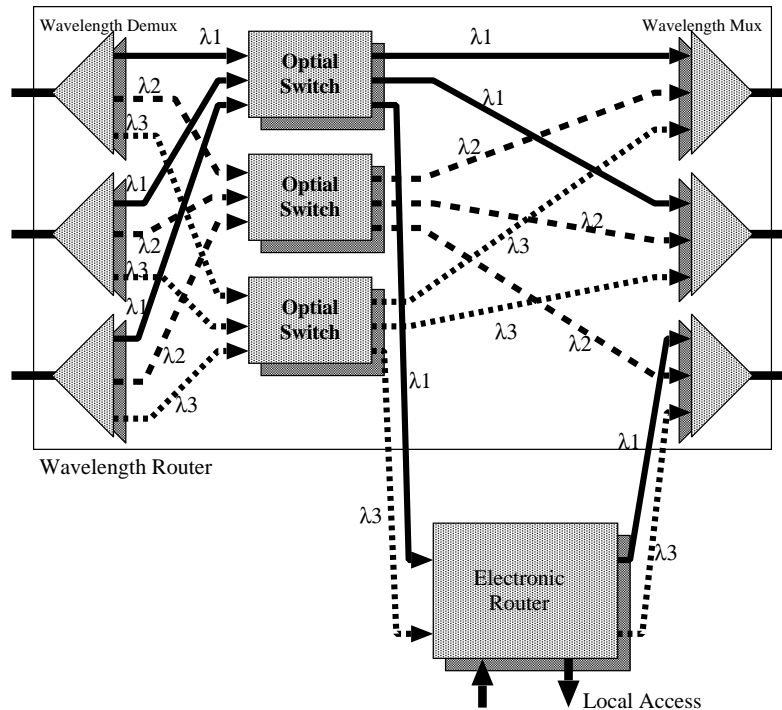 Wavelength Demux
Wavelength Mux
λ1
λ1
Optial
Switch
λ2
λ1
λ3
λ2
λ1
Optial
Switch
λ2
λ2
λ3
λ3
λ1
Optial
Switch
λ3
λ2
λ2
λ1
λ3
λ1
Wavelength Router
λ3
λ3
Electronic
Router
Local Access